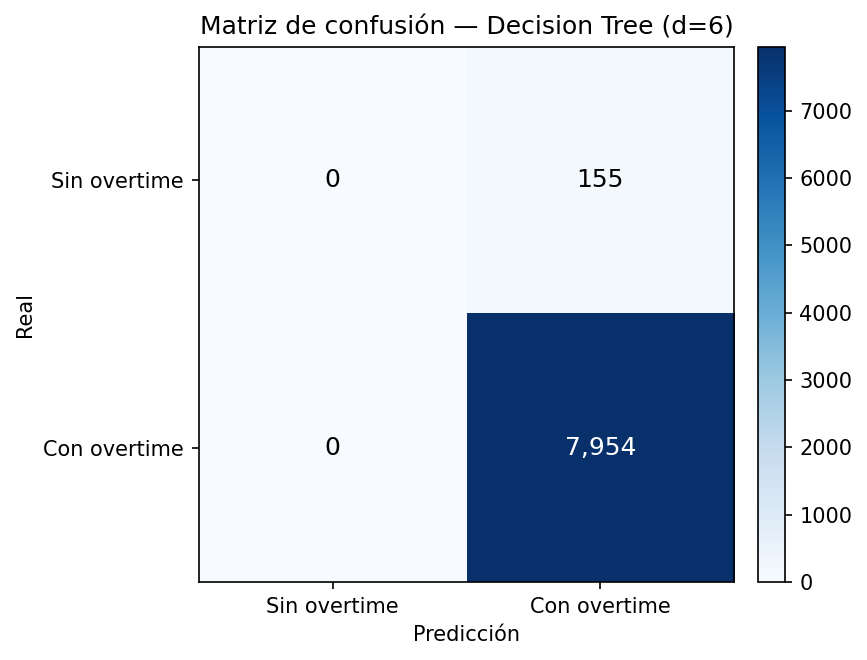 Matriz de confusión — Decision Tree (d=6)
Real
Sin overtime
0
155
Con overtime
0
7,954
Sin overtime
Con overtime
Predicción
7000
6000
5000
4000
3000
2000
1000
0